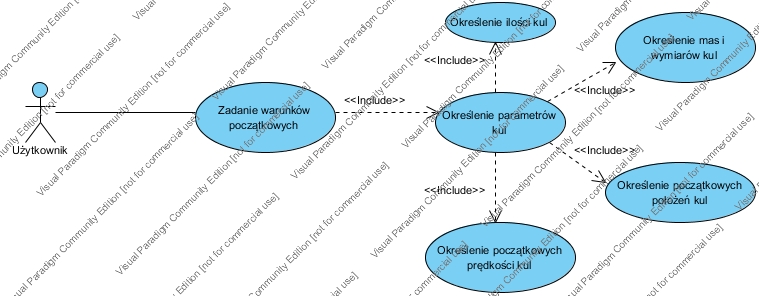 Określenie ilości kul
Określenie mas i
wymiarów kul
<<Include>>
<<Include>>
Zadanie warunków
początkowych
<<Include>>
Określenie parametrów
kul
Użytkownik
<<Include>>
Określenie początkowych
położeń kul
<<Include>>
Określenie początkowych
prędkości kul
Visual Paradigm Community Edition [not for commercial use]